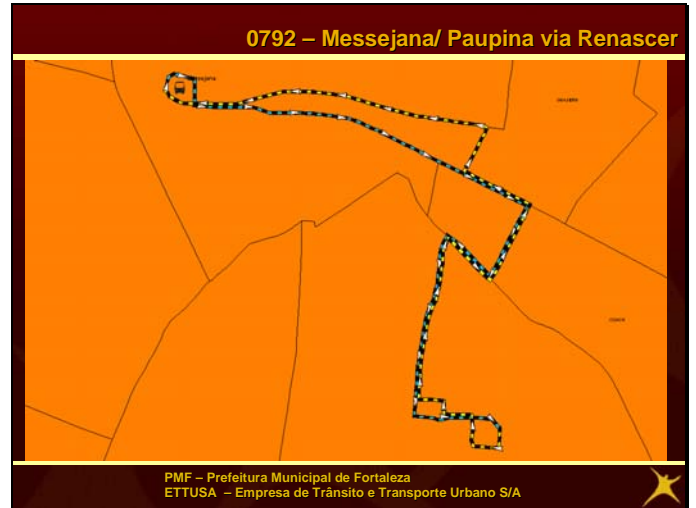 0792 – Messejana/ Paupina via Renascer
PMF – Prefeitura Municipal de Fortaleza
ETTUSA – Empresa de Trânsito e Transporte Urbano S/A